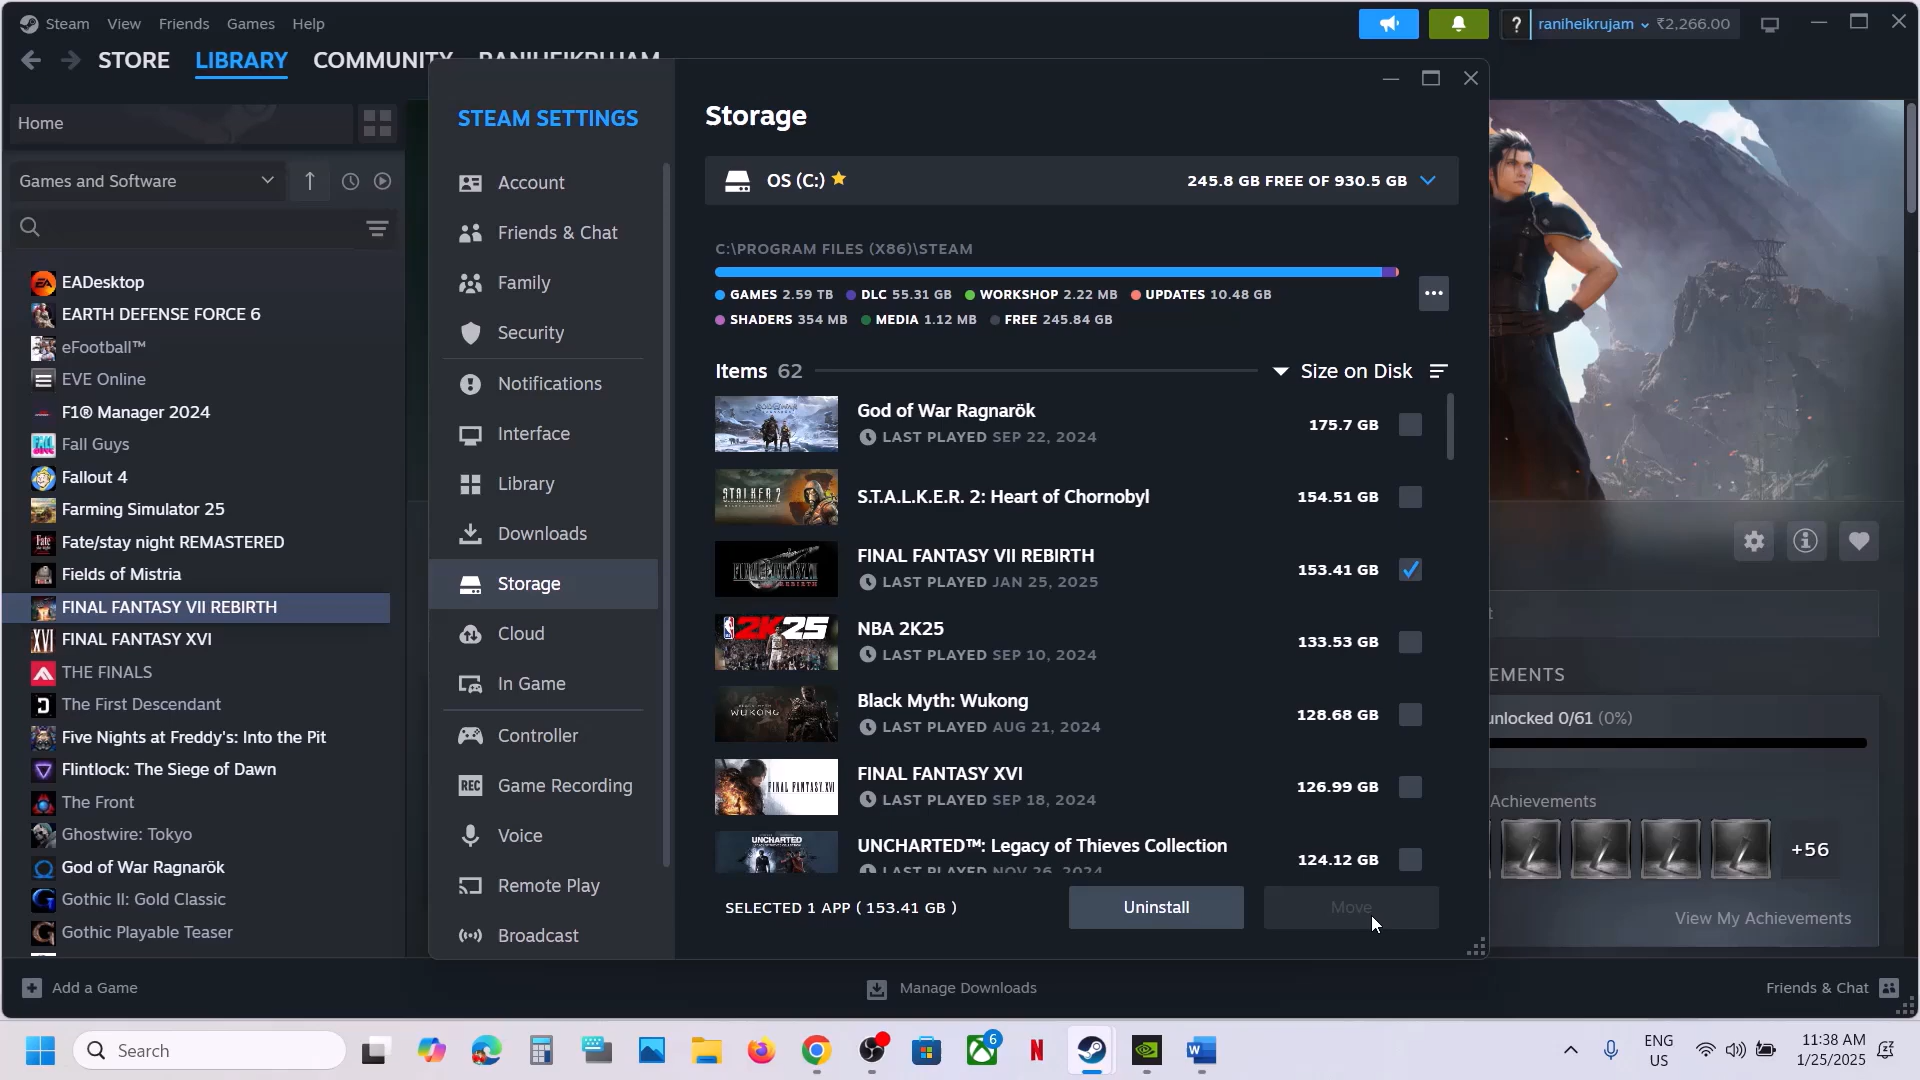 Steam View Friends Games Help
raniheikrujam ₹2,266.00
STORE LIBRARY COMMUNITY RANIHEIKRUJAM
Home
Games and Software
EADesktop
EARTH DEFENSE FORCE 6
eFootball™
EVE Online
F1® Manager 2024
Fall Guys
Fallout 4
Farming Simulator 25
Fate/stay night REMASTERED
Fields of Mistria
FINAL FANTASY VII REBIRTH
FINAL FANTASY XVI
THE FINALS
The First Descendant
Five Nights at Freddy's: Into the Pit
Flintlock: The Siege of Dawn
The Front
Ghostwire: Tokyo
God of War Ragnarök
Gothic II: Gold Classic
Gothic Playable Teaser
STEAM SETTINGS
Account
Friends & Chat
Family
Security
Notifications
Interface
Library
Downloads
Storage
Cloud
In Game
Controller
REC Game Recording
Voice
Remote Play
Broadcast
Storage
OS (C:) 245.8 GB FREE OF 930.5 GB
C:\PROGRAM FILES (X86)\STEAM
GAMES 2.59 TB DLC 55.31 GB WORKSHOP 2.22 MB UPDATES 10.48 GB
SHADERS 354 MB MEDIA 1.12 MB FREE 245.84 GB
Items 62 Size on Disk
God of War Ragnarök
LAST PLAYED SEP 22, 2024
175.7 GB
S.T.A.L.K.E.R. 2: Heart of Chornobyl
154.51 GB
FINAL FANTASY VII REBIRTH
LAST PLAYED JAN 25, 2025
153.41 GB
NBA 2K25
LAST PLAYED SEP 10, 2024
133.53 GB
Black Myth: Wukong
LAST PLAYED AUG 21, 2024
128.68 GB
FINAL FANTASY XVI
LAST PLAYED SEP 18, 2024
126.99 GB
UNCHARTED™: Legacy of Thieves Collection
LAST PLAYED NOV 26, 2024
124.12 GB
SELECTED 1 APP ( 153.41 GB )
Uninstall
Move
EMENTS
unlocked 0/61 (0%)
Achievements
+56
View My Achievements
Add a Game
Manage Downloads
Friends & Chat
Search
6
ENG
US
11:38 AM
1/25/2025